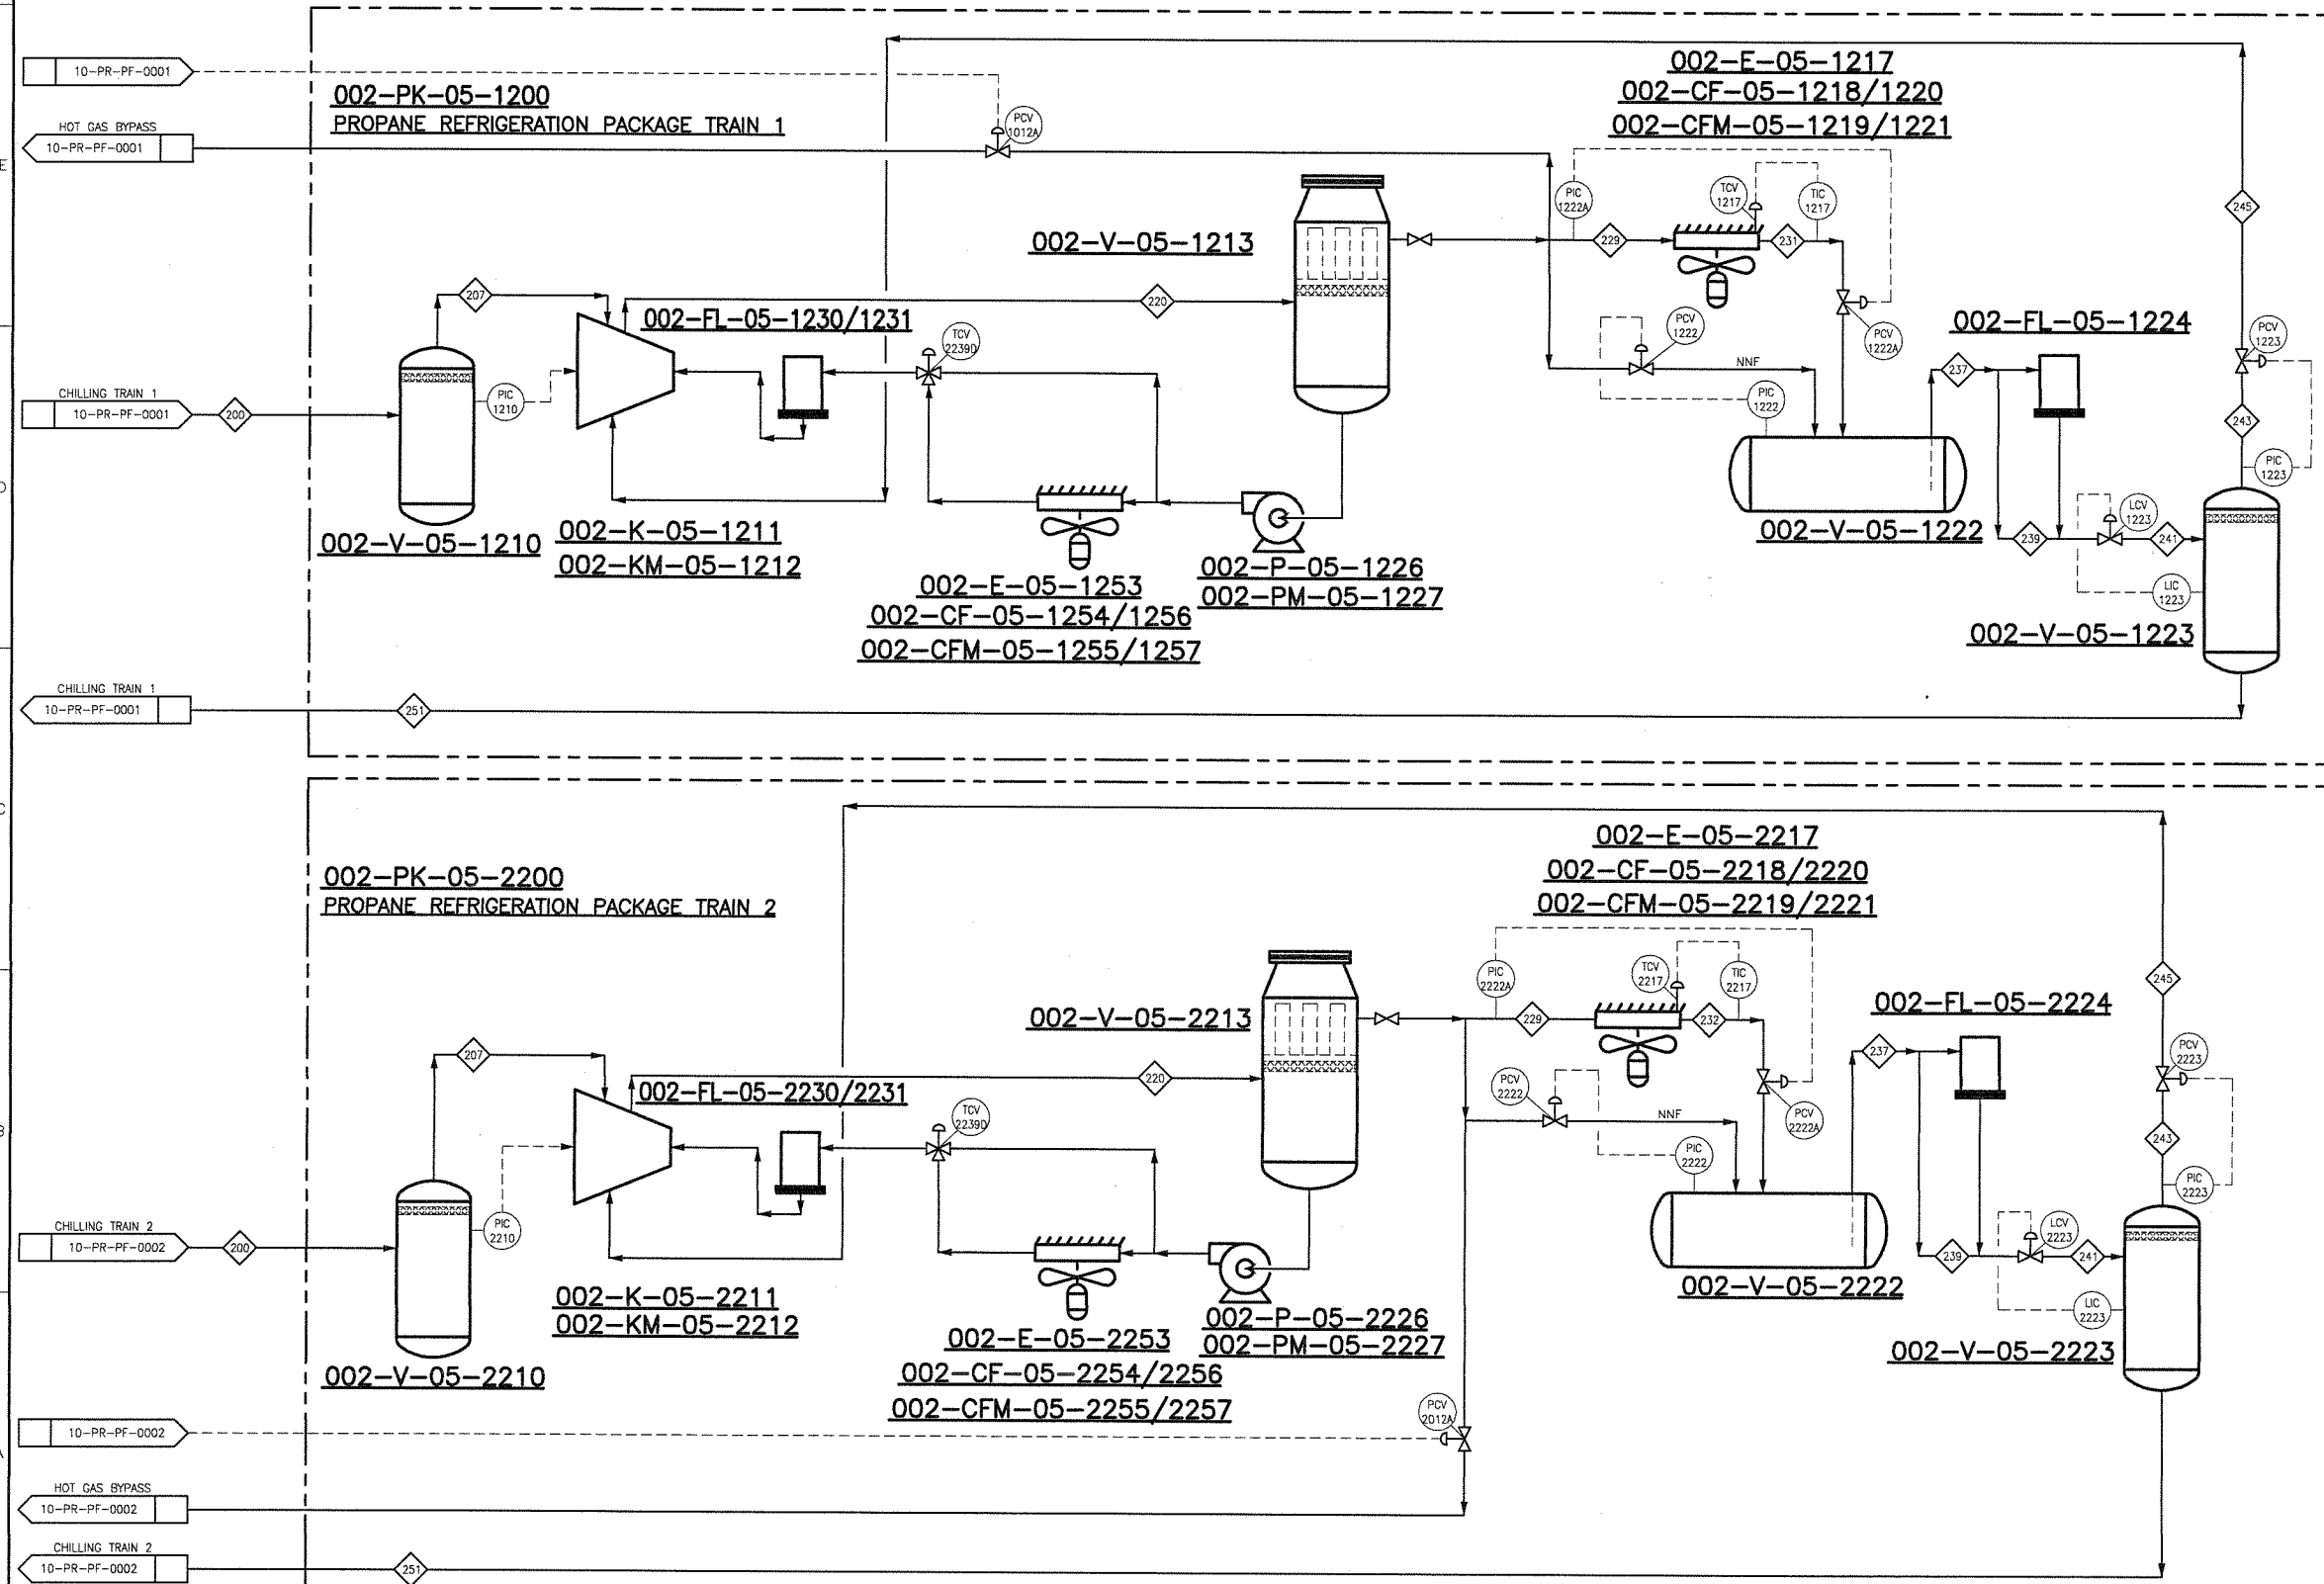 10-PR-PF-0001
002-PK-05-1200
PROPANE REFRIGERATION PACKAGE TRAIN 1
HOT GAS BYPASS
10-PR-PF-0001
PCV
1012A
002-E-05-1217
002-CF-05-1218/1220
002-CFM-05-1219/1221
PIC
1222A
TCV
1217
TIC
1217
245
002-V-05-1213
229
231
207
220
002-FL-05-1230/1231
002-FL-05-1224
TCV
2239D
PCV
1222
PCV
1222A
PCV
1223
NNF
237
CHILLING TRAIN 1
10-PR-PF-0001
200
PIC
1210
PIC
1222
243
PIC
1223
002-V-05-1210
002-K-05-1211
002-KM-05-1212
002-V-05-1222
239
LCV
1223
241
002-E-05-1253
002-CF-05-1254/1256
002-CFM-05-1255/1257
002-P-05-1226
002-PM-05-1227
LIC
1223
002-V-05-1223
CHILLING TRAIN 1
10-PR-PF-0001
251
002-PK-05-2200
PROPANE REFRIGERATION PACKAGE TRAIN 2
002-E-05-2217
002-CF-05-2218/2220
002-CFM-05-2219/2221
PIC
2222A
TCV
2217
TIC
2217
245
002-V-05-2213
229
232
002-FL-05-2224
207
220
237
PCV
2223
002-FL-05-2230/2231
TCV
2239D
PCV
2222
NNF
PCV
2222A
243
PIC
2222
PIC
2223
CHILLING TRAIN 2
10-PR-PF-0002
200
PIC
2210
239
LCV
2223
241
002-V-05-2222
LIC
2223
002-V-05-2223
002-K-05-2211
002-KM-05-2212
002-P-05-2226
002-PM-05-2227
002-V-05-2210
002-E-05-2253
002-CF-05-2254/2256
002-CFM-05-2255/2257
10-PR-PF-0002
PCV
2012A
HOT GAS BYPASS
10-PR-PF-0002
CHILLING TRAIN 2
10-PR-PF-0002
251
E
D
C
B
A